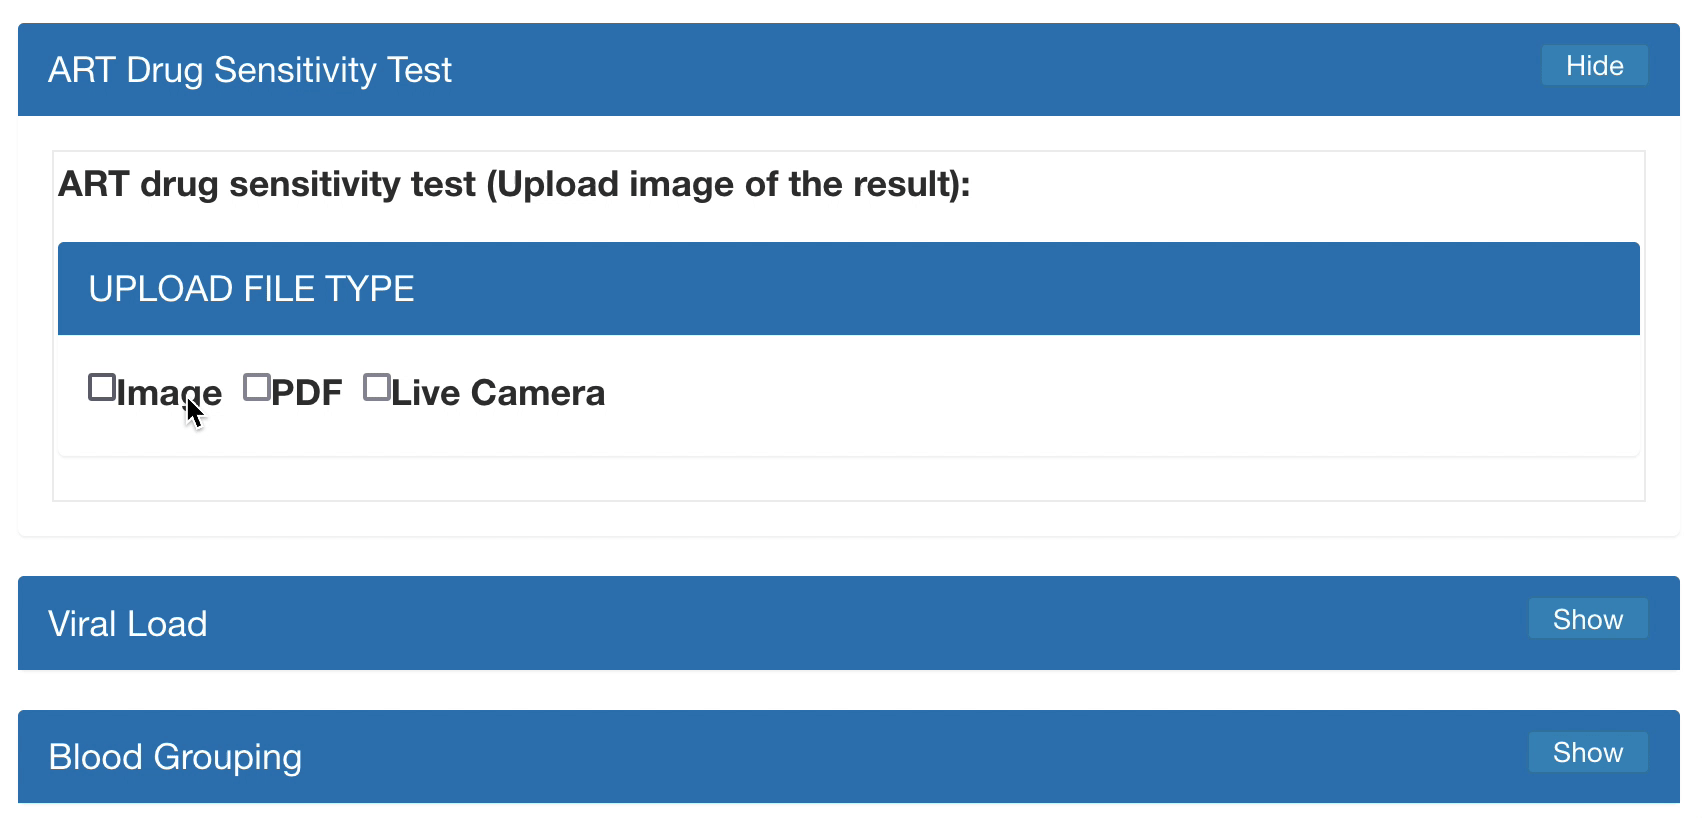 ART Drug Sensitivity Test
Hide
ART drug sensitivity test (Upload image of the result):
UPLOAD FILE TYPE
Image PDF Live Camera
Viral Load
Show
Blood Grouping
Show